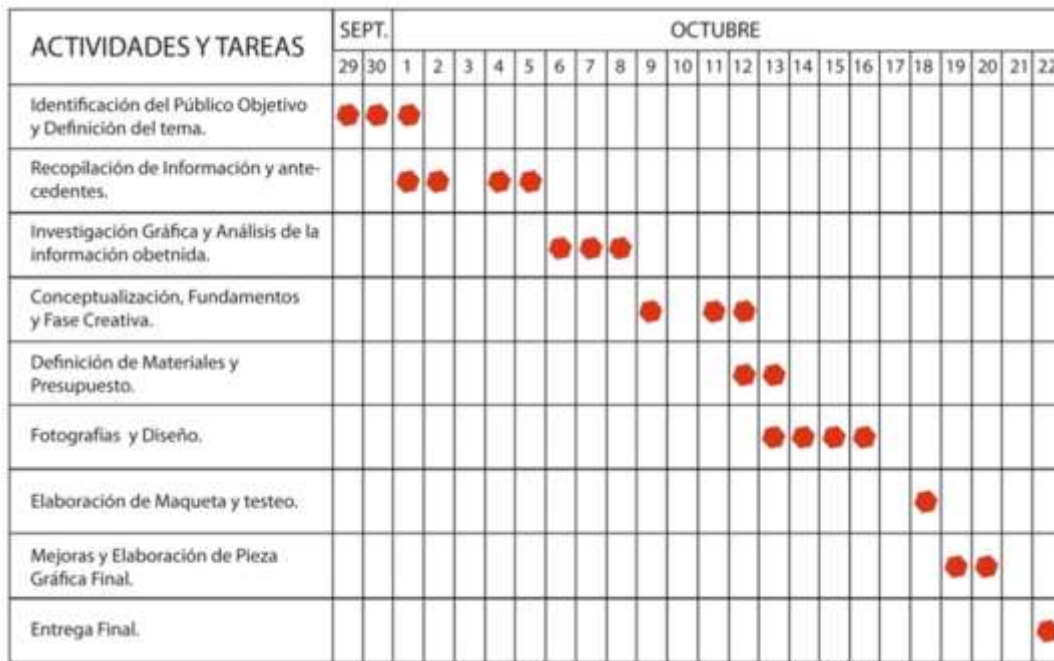 ACTIVIDADES Y TAREAS
SEPT.
OCTUBRE
29 30 1 2 3 4 5 6 7 8 9 10 11 12 13 14 15 16 17 18 19 20 21 22
Identificación del Público Objetivo
y Definición del tema.
Recopilación de Información y ante-
cedentes.
Investigación Gráfica y Análisis de la
información obetnida.
Conceptualización, Fundamentos
y Fase Creativa.
Definición de Materiales y
Presupuesto.
Fotografias y Diseño.
Elaboración de Maqueta y testeo.
Mejoras y Elaboración de Pieza
Gráfica Final.
Entrega Final.